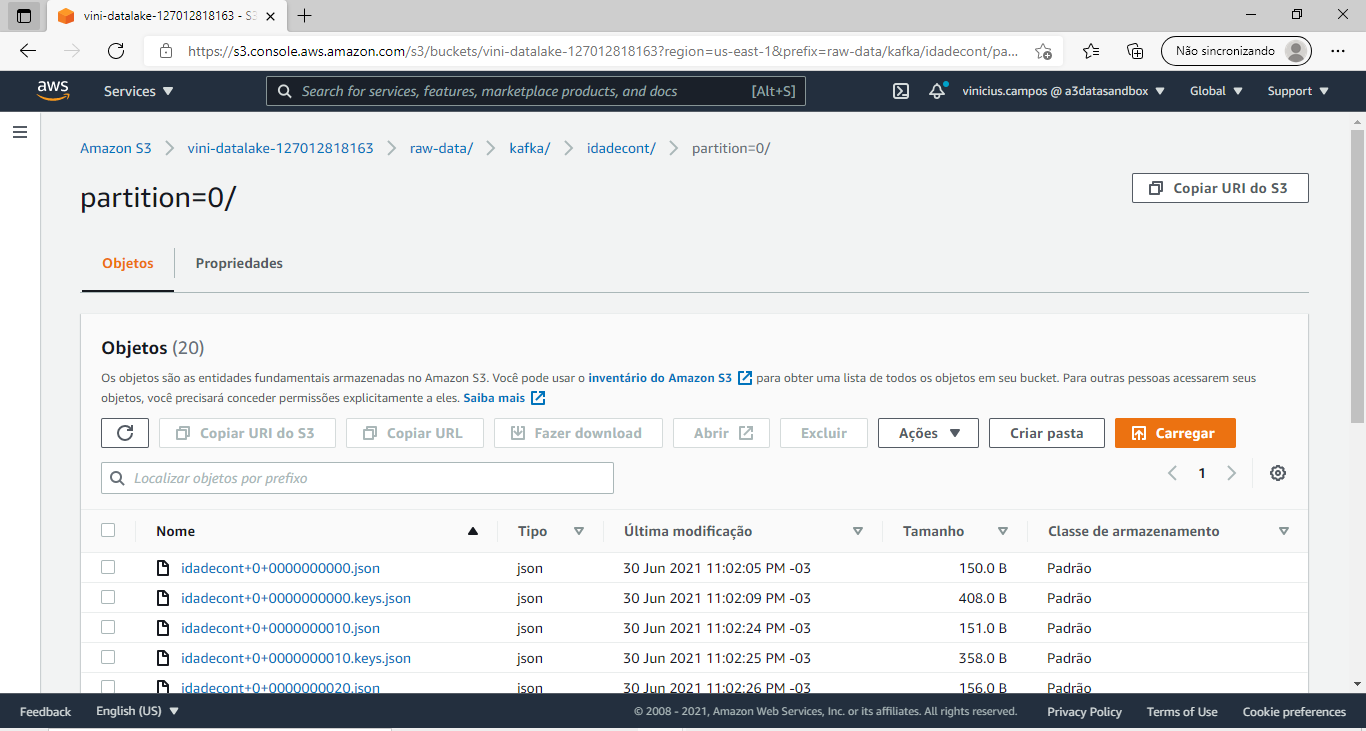 vini-datalake-127012818163 - S3
https://s3.console.aws.amazon.com/s3/buckets/vini-datalake-127012818163?region=us-east-1&prefix=raw-data/kafka/idadecont/pa...
Não sincronizando
aws
Services
Search for services, features, marketplace products, and docs [Alt+S]
vinicius.campos @ a3datasandbox
Global
Support
Amazon S3 > vini-datalake-127012818163 > raw-data/ > kafka/ > idadecont/ > partition=0/
partition=0/
Copiar URI do S3
Objetos
Propriedades
Objetos (20)
Os objetos são as entidades fundamentais armazenadas no Amazon S3. Você pode usar o inventário do Amazon S3 para obter uma lista de todos os objetos em seu bucket. Para outras pessoas acessarem seus
objetos, você precisará conceder permissões explicitamente a eles. Saiba mais
Copiar URI do S3 Copiar URL Fazer download Abrir Excluir Ações Criar pasta Carregar
Localizar objetos por prefixo
1
Nome Tipo Última modificação Tamanho Classe de armazenamento
idadecont+0+0000000000.json json 30 Jun 2021 11:02:05 PM -03 150.0 B Padrão
idadecont+0+0000000000.keys.json json 30 Jun 2021 11:02:09 PM -03 408.0 B Padrão
idadecont+0+0000000010.json json 30 Jun 2021 11:02:24 PM -03 151.0 B Padrão
idadecont+0+0000000010.keys.json json 30 Jun 2021 11:02:25 PM -03 358.0 B Padrão
idadecont+0+0000000020.json json 30 Jun 2021 11:02:26 PM -03 156.0 B Padrão
Feedback English (US) © 2008 - 2021, Amazon Web Services, Inc. or its affiliates. All rights reserved. Privacy Policy Terms of Use Cookie preferences